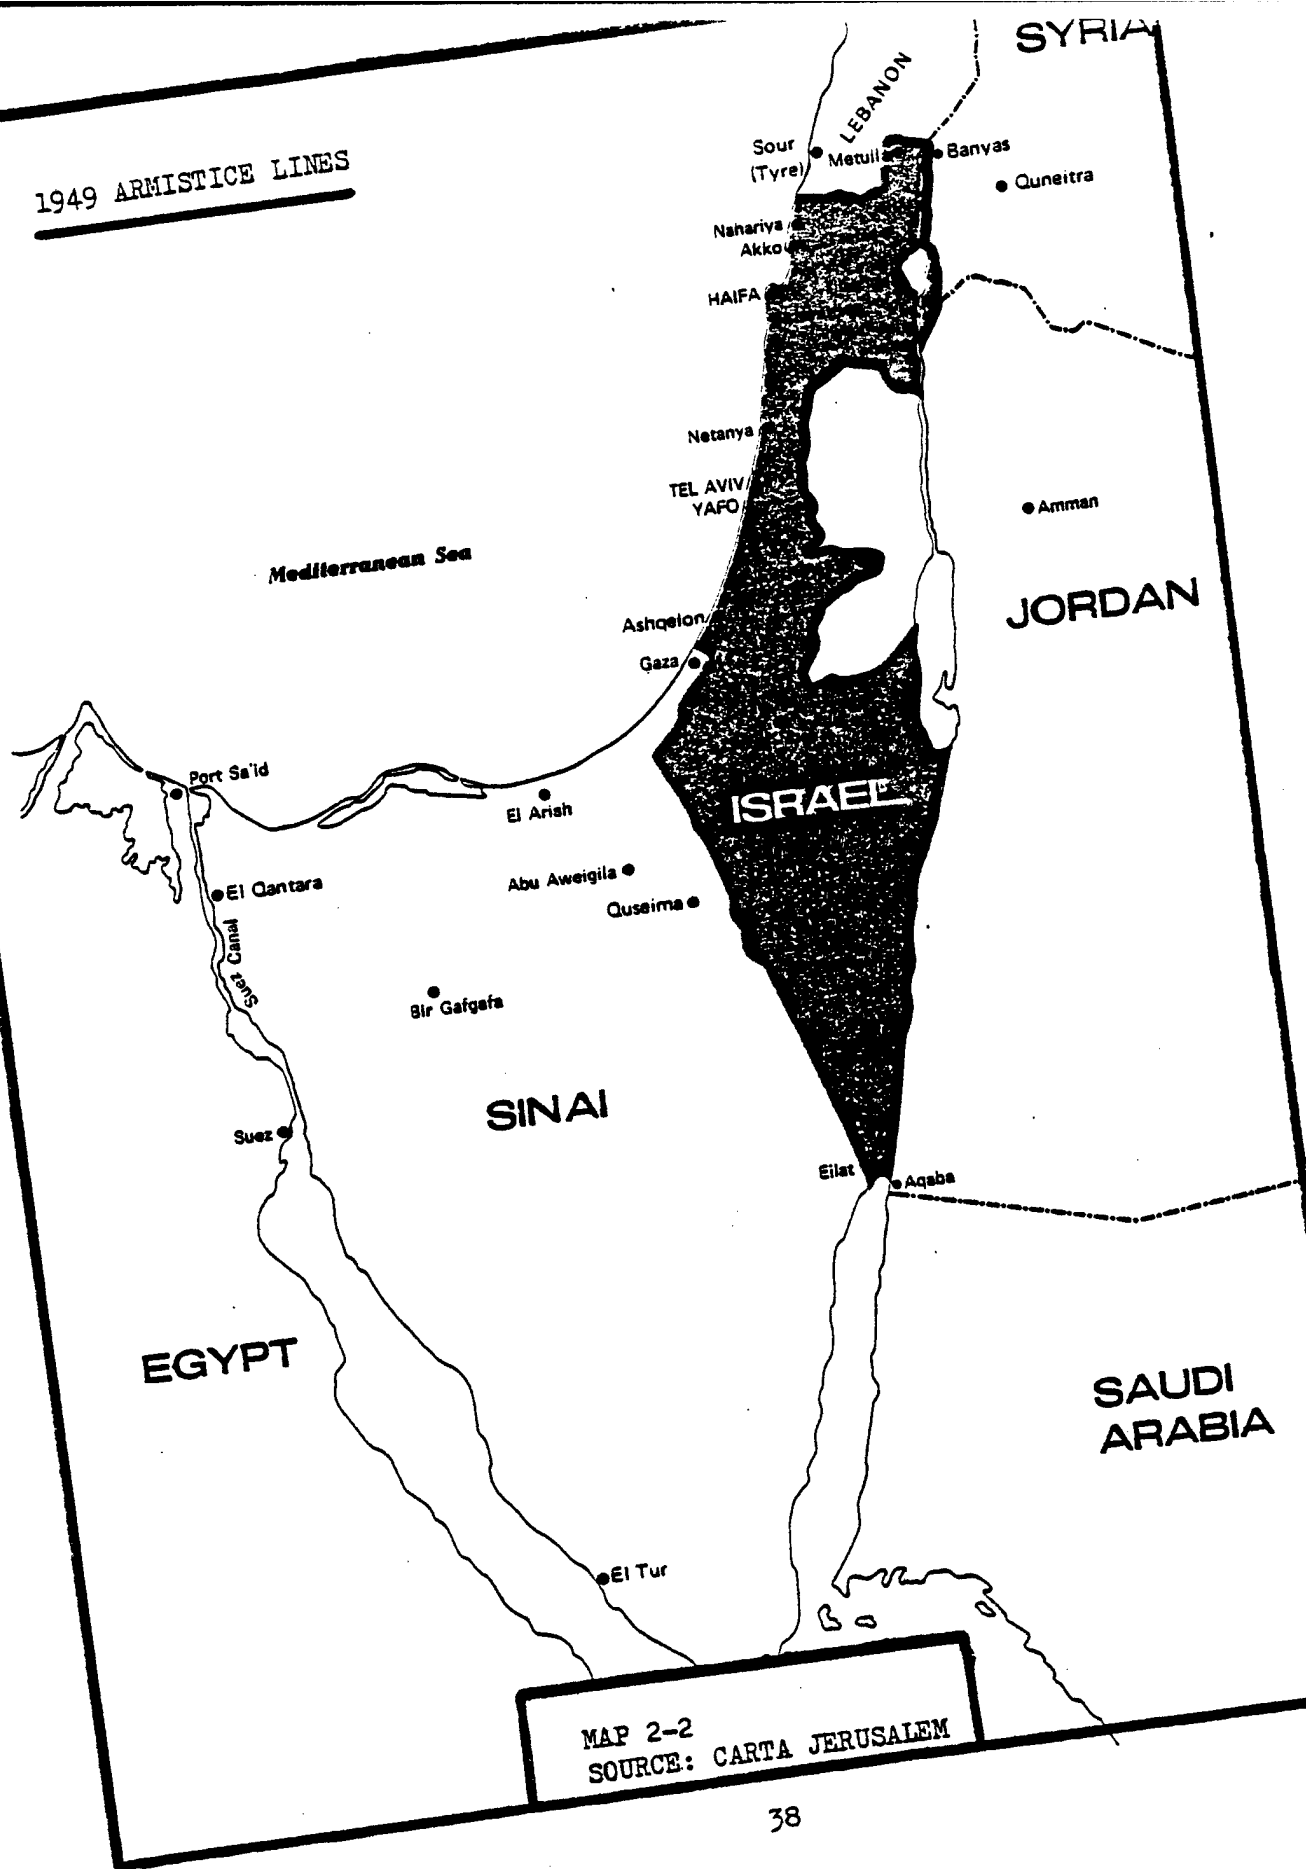 SYRIA
LEBANON
Sour
(Tyre)
Metulla
Banyas
Quneitra
1949 ARMISTICE LINES
Nahariya
Akko
HAIFA
Netanya
TEL AVIV
YAFO
Amman
Mediterranean Sea
JORDAN
Ashqelon
Gaza
Port Sa'id
ISRAEL
El Arish
El Qantara
Abu Aweigila
Quseima
Suez Canal
Bir Gafgafa
SINAI
Suez
Eilat
Aqaba
EGYPT
SAUDI
ARABIA
El Tur
MAP 2-2
SOURCE: CARTA JERUSALEM
38